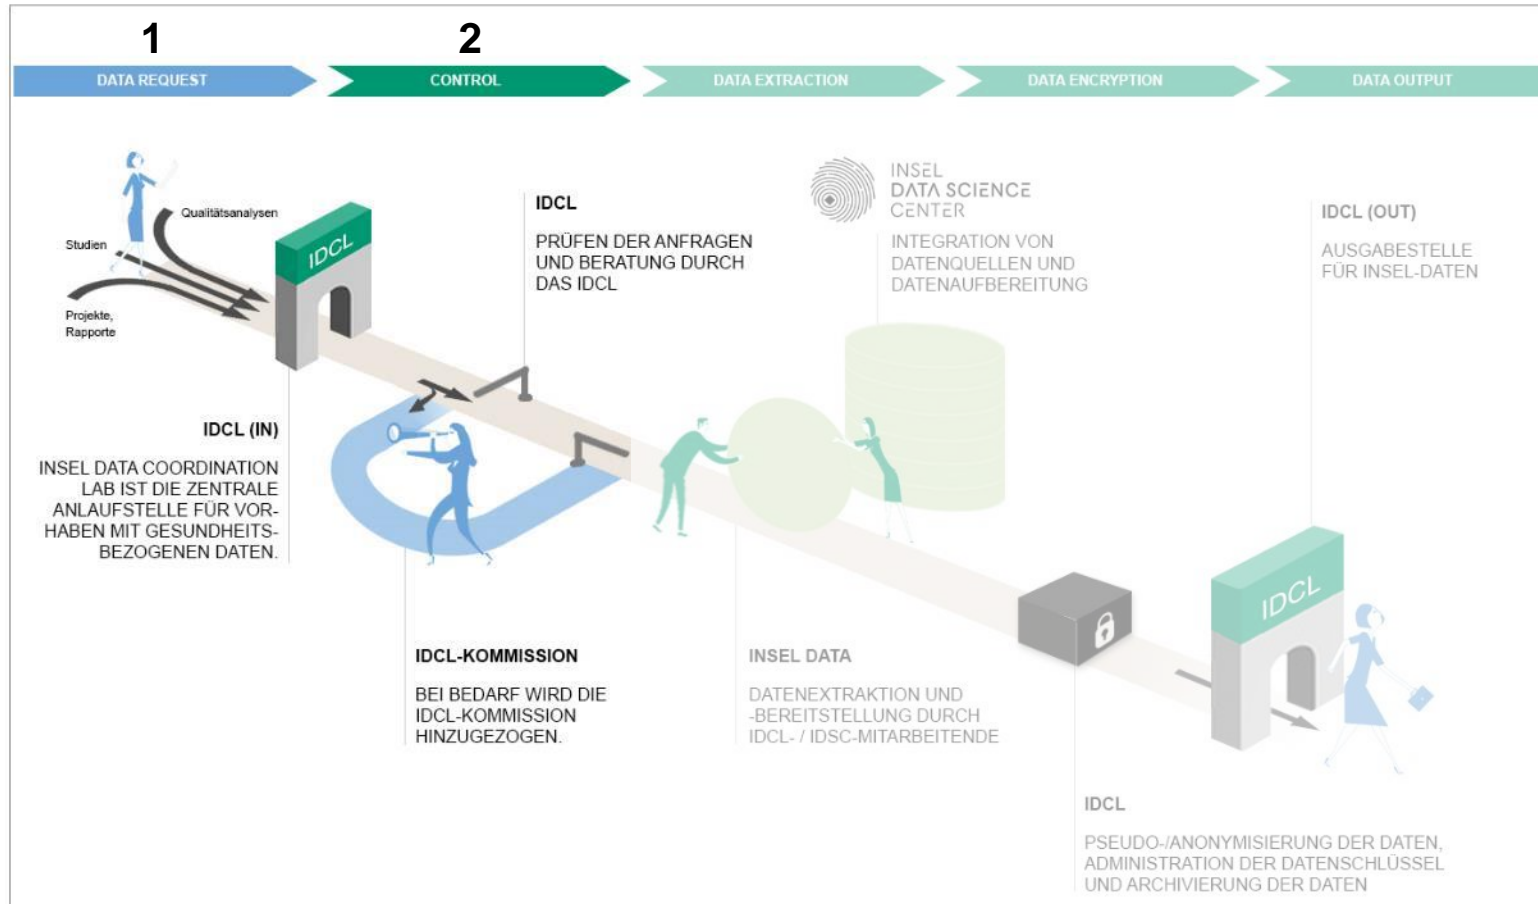 1
2
DATA REQUEST
CONTROL
DATA EXTRACTION
DATA ENCRYPTION
DATA OUTPUT
Qualitätsanalysen
Studien
Projekte,
Rapporte
IDCL
IDCL
PRÜFEN DER ANFRAGEN
UND BERATUNG DURCH
DAS IDCL
INSEL
DATA SCIENCE
CENTER
INTEGRATION VON
DATENQUELLEN UND
DATENAUFBEREITUNG
IDCL (OUT)
AUSGABESTELLE
FÜR INSEL-DATEN
IDCL (IN)
INSEL DATA COORDINATION
LAB IST DIE ZENTRALE
ANLAUFSTELLE FÜR VOR-
HABEN MIT GESUNDHEITS-
BEZOGENEN DATEN.
IDCL-KOMMISSION
BEI BEDARF WIRD DIE
IDCL-KOMMISSION
HINZUGEZOGEN.
INSEL DATA
DATENEXTRAKTION UND
-BEREITSTELLUNG DURCH
IDCL- / IDSC-MITARBEITENDE
IDCL
IDCL
PSEUDO-/ANONYMISIERUNG DER DATEN,
ADMINISTRATION DER DATENSCHLÜSSEL
UND ARCHIVIERUNG DER DATEN